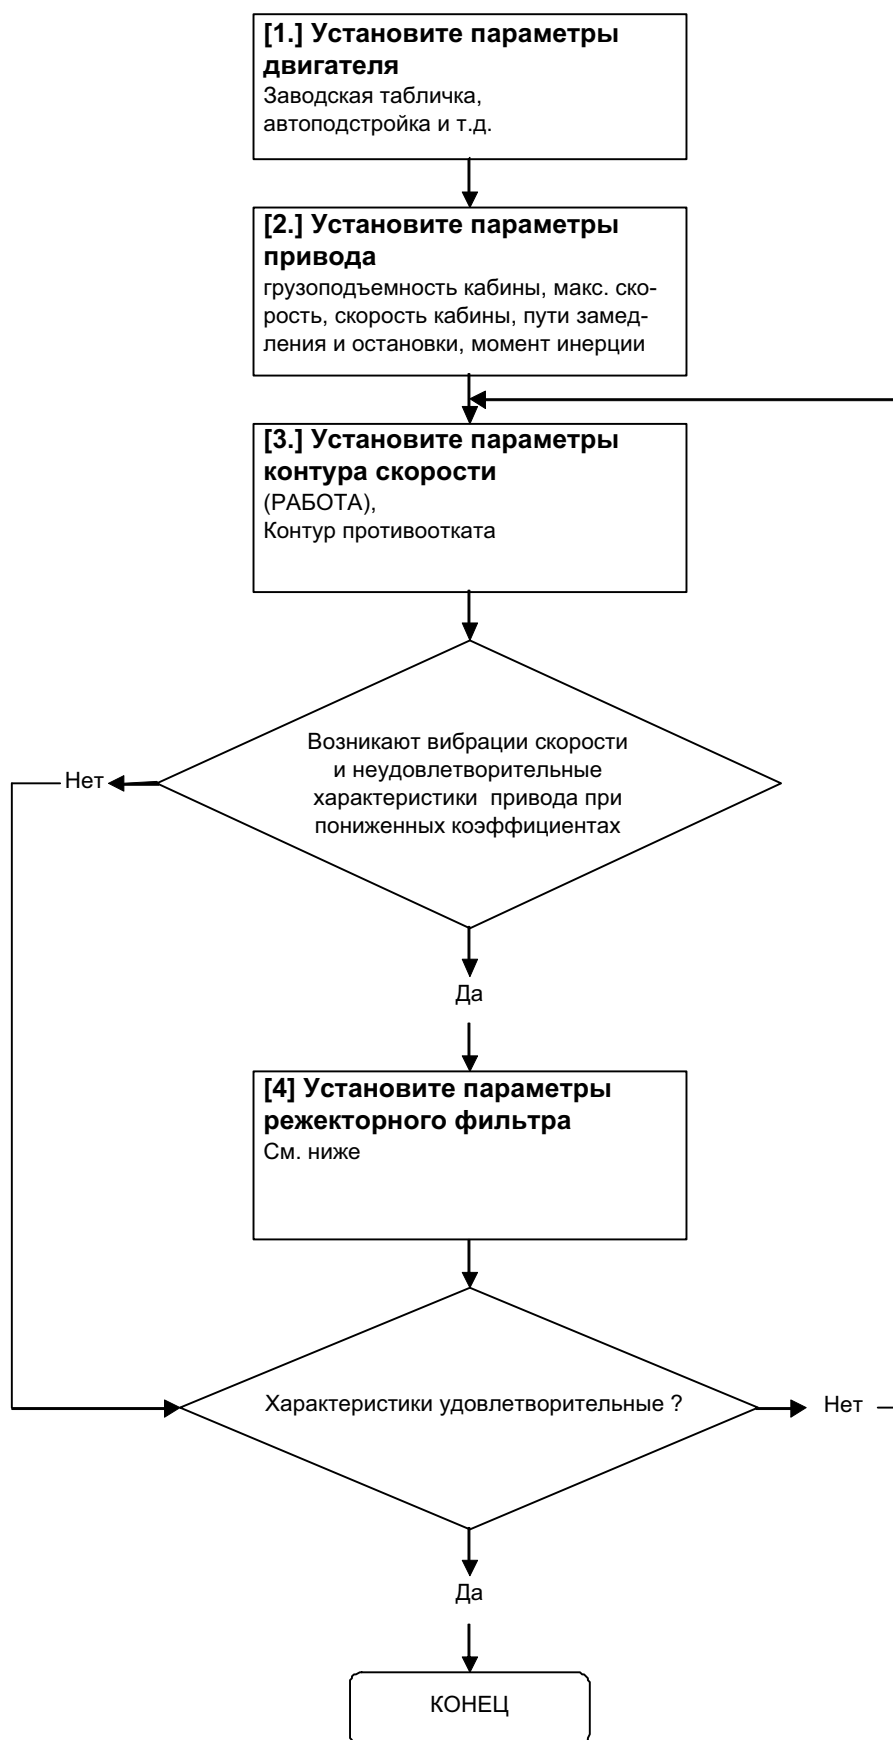 [1.] Установите параметры
двигателя
Заводская табличка,
автоподстройка и т.д.
[2.] Установите параметры
привода
грузоподъемность кабины, макс. ско-
рость, скорость кабины, пути замед-
ления и остановки, момент инерции
[3.] Установите параметры
контура скорости
(РАБОТА),
Контур противоотката
Возникают вибрации скорости
и неудовлетворительные
характеристики привода при
пониженных коэффициентах
Нет
Да
[4] Установите параметры
режекторного фильтра
См. ниже
Характеристики удовлетворительные ?
Нет
Да
КОНЕЦ